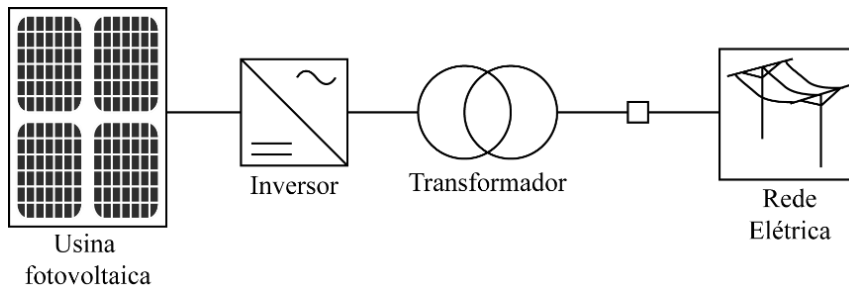 Usina
fotovoltaica
Inversor
Transformador
Rede
Elétrica